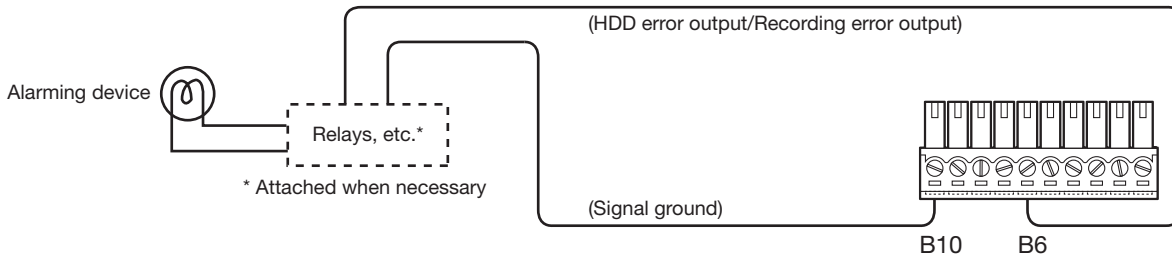 (HDD error output/Recording error output)
Alarming device
Relays, etc.*
* Attached when necessary
(Signal ground)
B10 B6